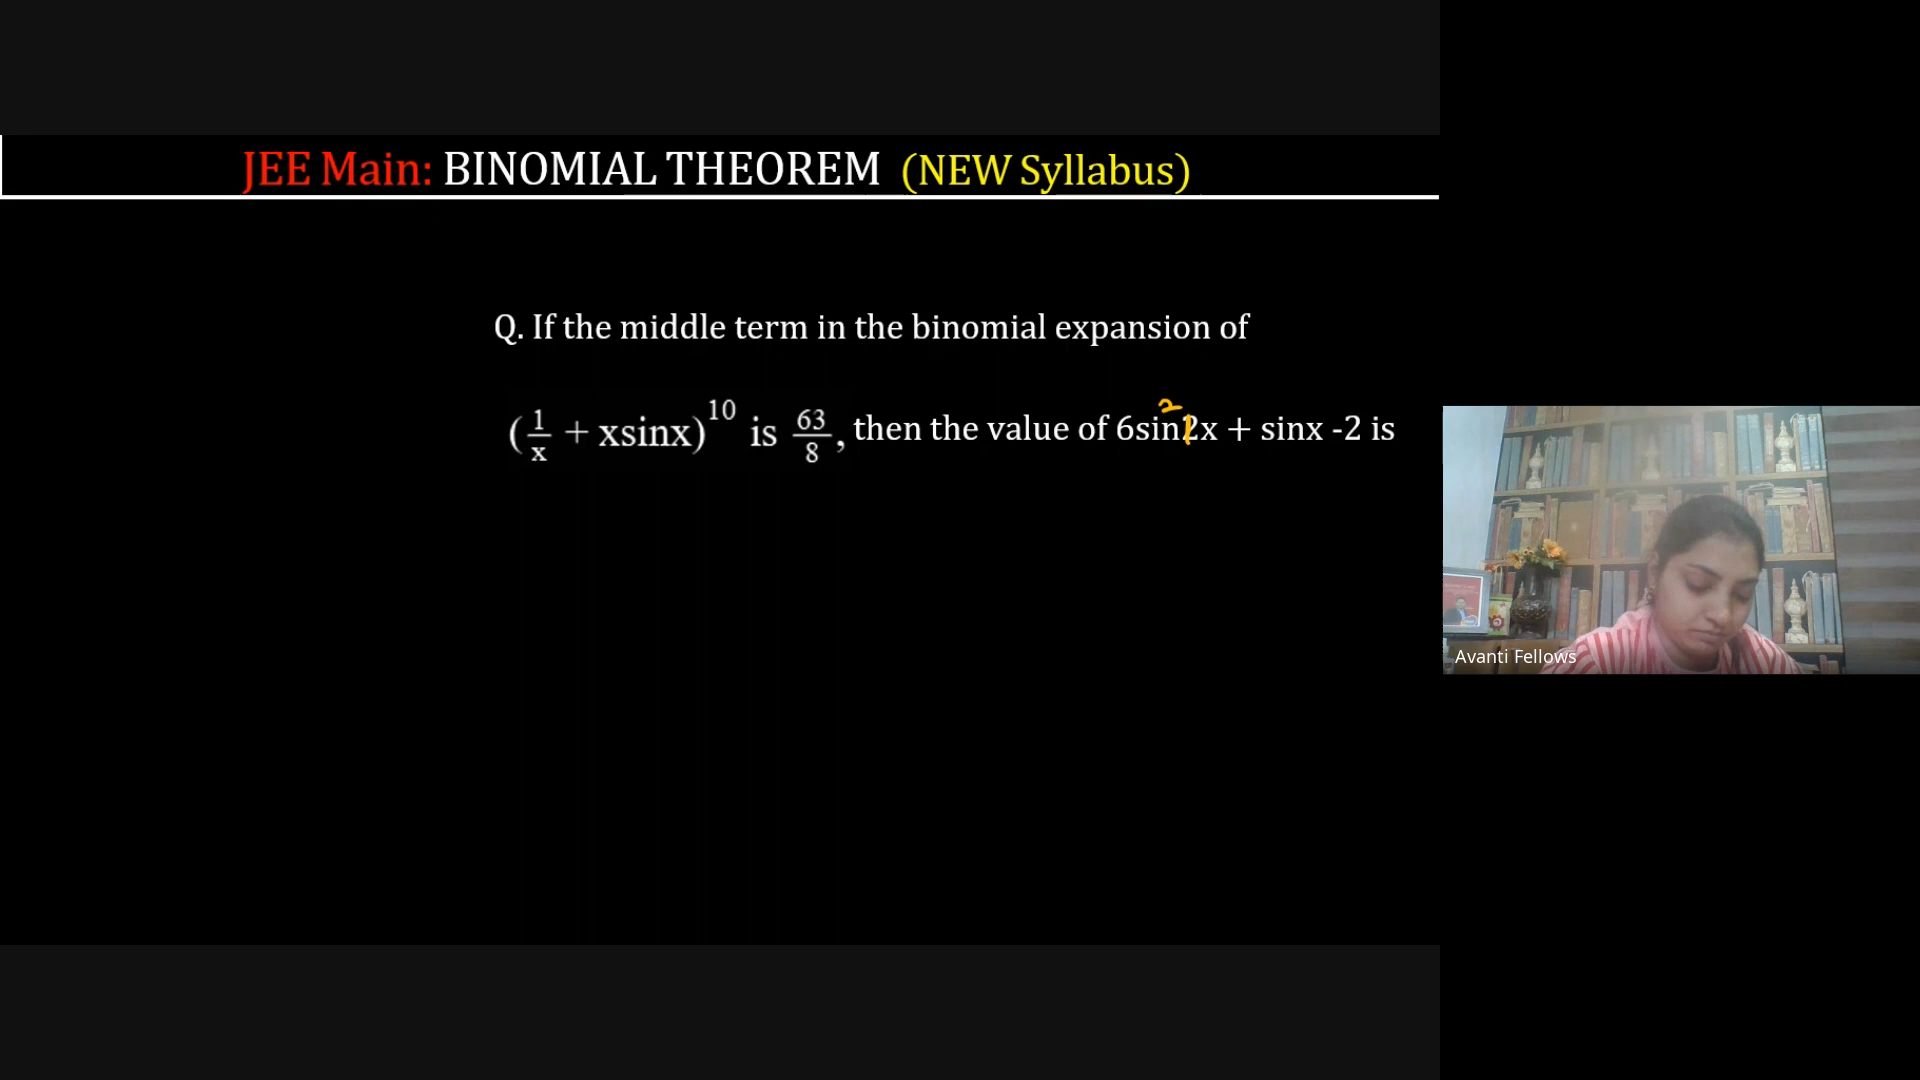 JEE Main: BINOMIAL THEOREM (NEW Syllabus)
Q. If the middle term in the binomial expansion of
(1/x + xsinx)^10 is 63/8, then the value of 6sin2x + sinx -2 is
2
Avanti Fellows